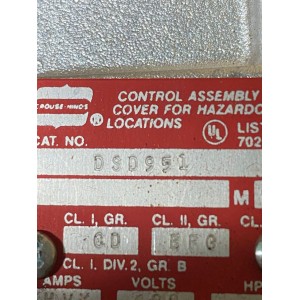 CROUSE-HINDS
®
CONTROL ASSEMBLY
COVER FOR HAZARDO
LOCATIONS
UL
LIST
702
CAT. NO.
DSD951
M
CL. I, GR.
CL. II, GR.
CD
EFG
CL. I. DIV. 2, GR. B
AMPS
VOLTS
HP